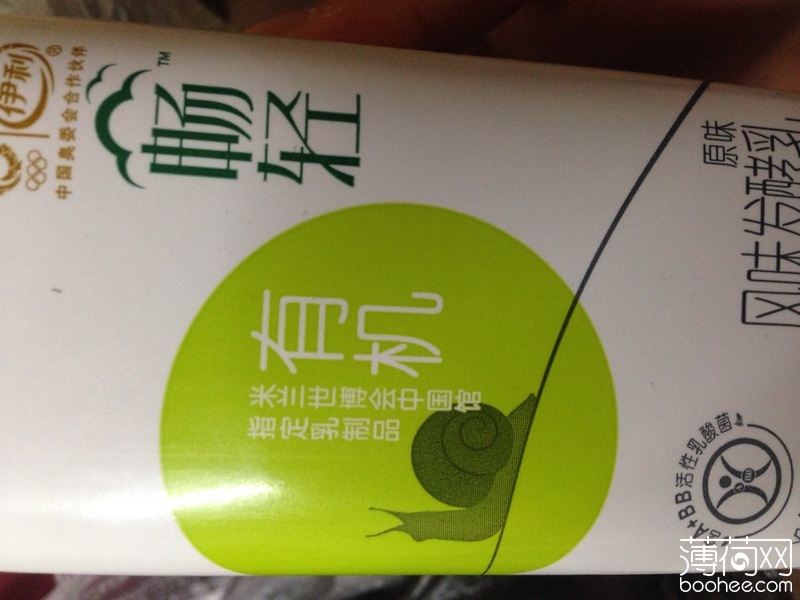 伊利
中国奥委会合作伙伴
畅轻™
有机
米兰世博会中国馆
指定乳制品
原味
风味发酵乳
A+BB活性乳酸菌
薄荷网
boohee.com